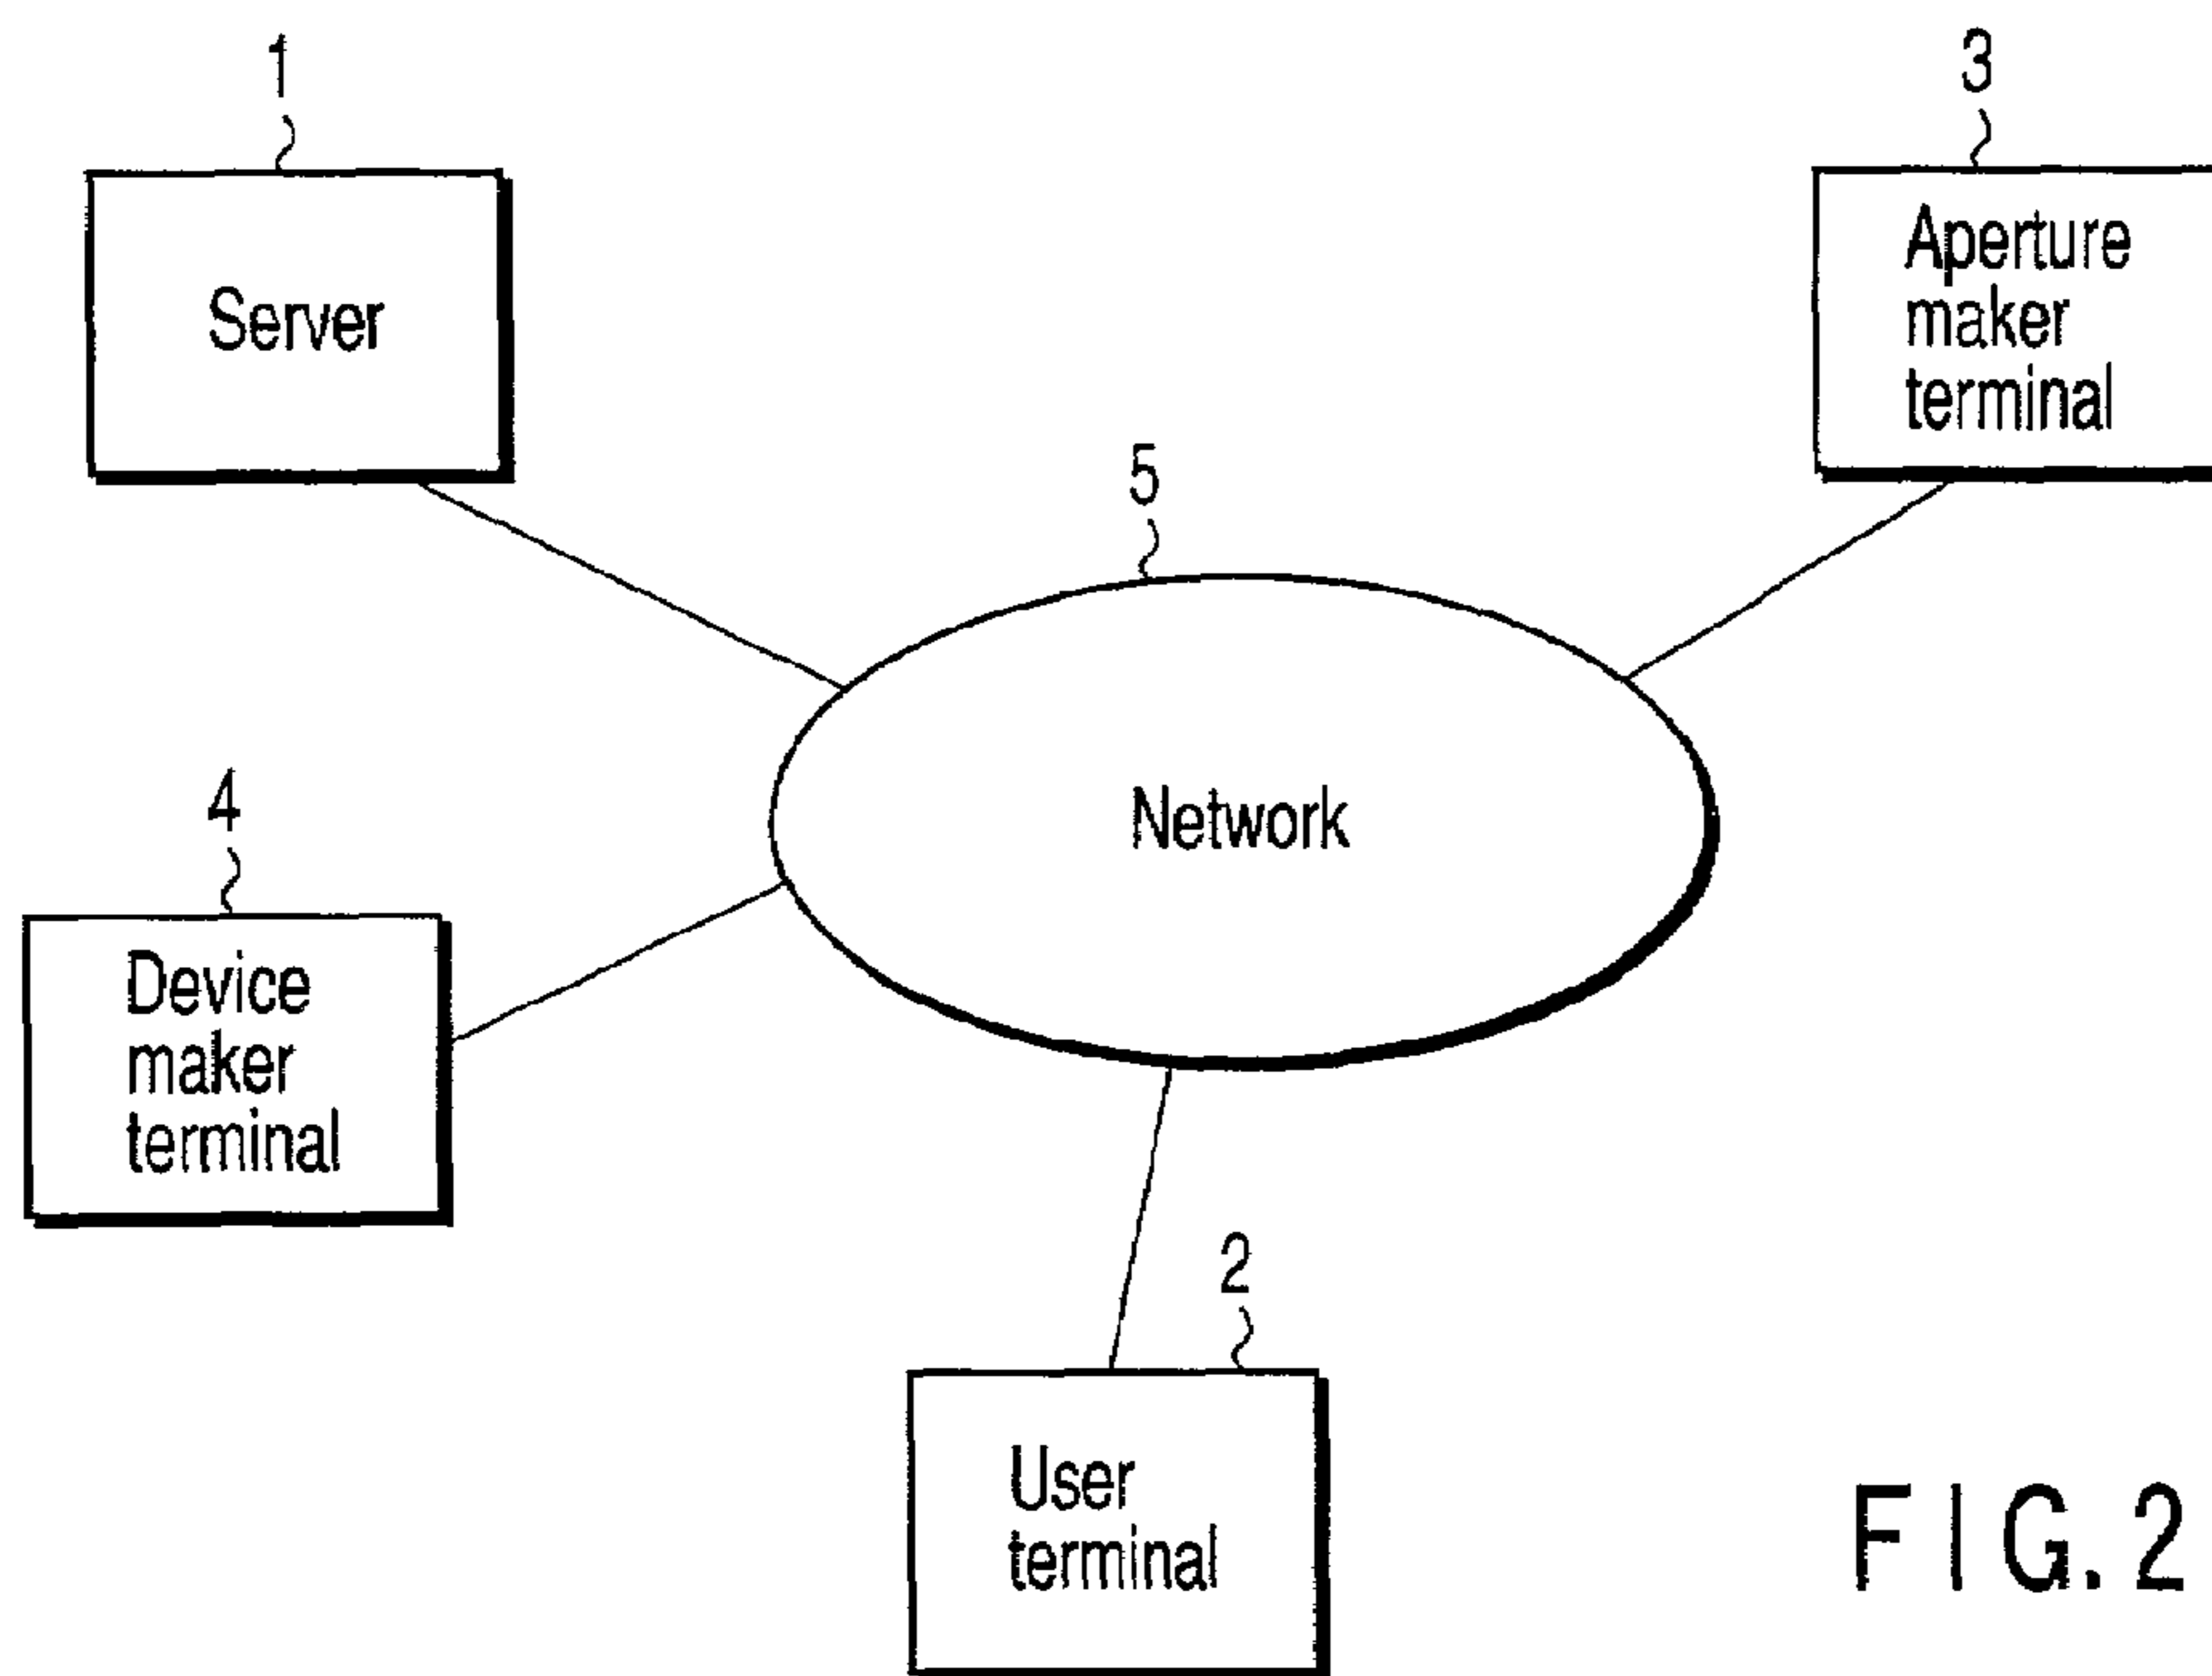 1
Server
3
Aperture
maker
terminal
5
Network
4
Device
maker
terminal
2
User
terminal
FIG.2